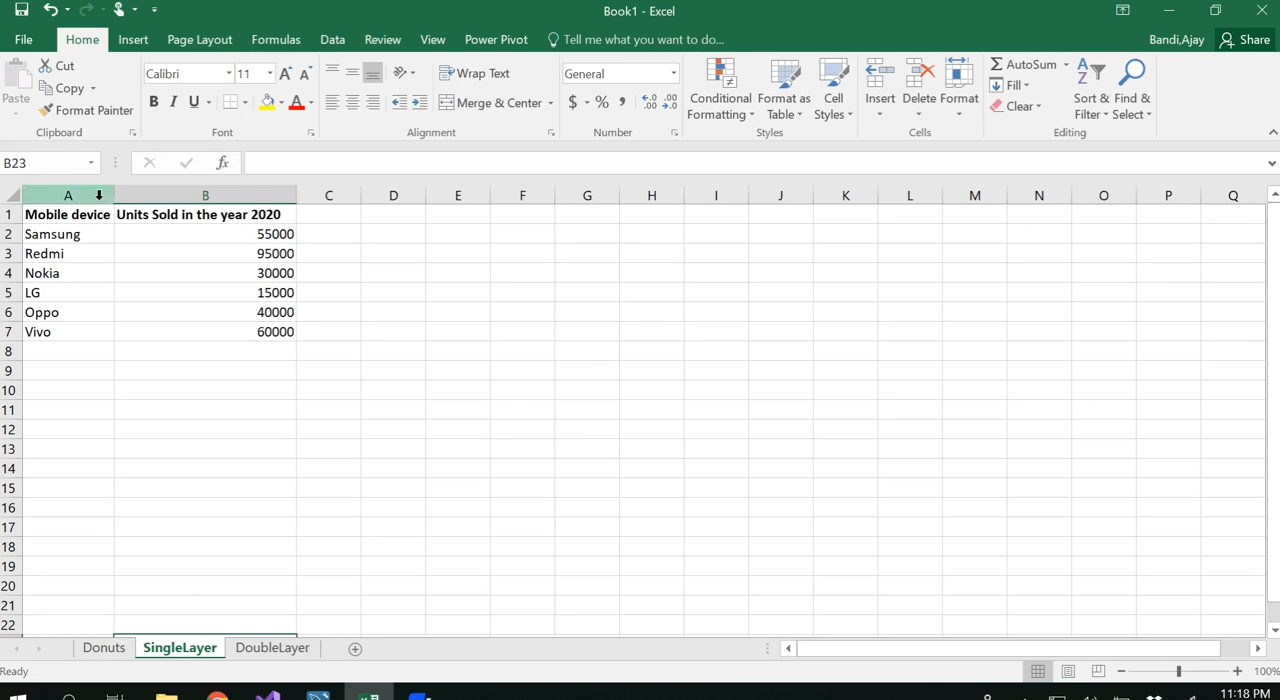 Book1 - Excel
File Home Insert Page Layout Formulas Data Review View Power Pivot Tell me what you want to do... Bandi,Ajay Share
Paste Cut Copy Format Painter Clipboard
Calibri 11 B I U A Font
Wrap Text Merge & Center Alignment
General $ % , Number
Conditional Formatting Format as Table Cell Styles Styles
Insert Delete Format Cells
AutoSum Fill Clear Sort & Filter Find & Select Editing
B23 fx
A B C D E F G H I J K L M N O P Q
1 Mobile device Units Sold in the year 2020
2 Samsung 55000
3 Redmi 95000
4 Nokia 30000
5 LG 15000
6 Oppo 40000
7 Vivo 60000
8
9
10
11
12
13
14
15
16
17
18
19
20
21
22
Donuts SingleLayer DoubleLayer
Ready 100%
11:18 PM